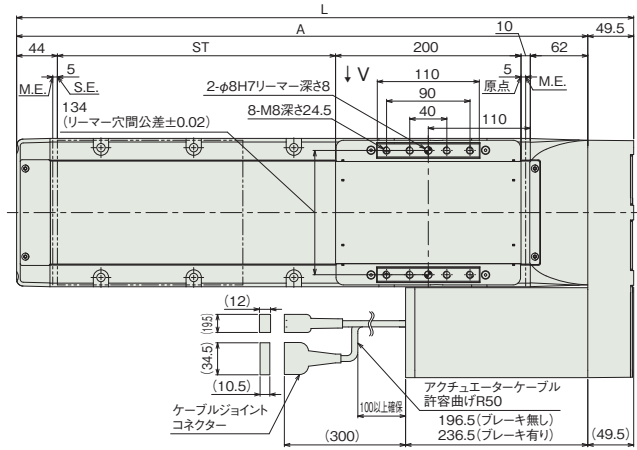 L
A
10
49.5
44
ST
200
62
5
M.E.
S.E.
↓V
2-φ8H7リーマー深さ8
110
5
原点
M.E.
134
(リーマー穴間公差±0.02)
90
8-M8深さ24.5
40
110
(12)
(19.5)
(34.5)
(10.5)
ケーブルジョイント
コネクター
100以上確保
アクチュエーターケーブル
許容曲げR50
196.5(ブレーキ無し)
(300)
236.5(ブレーキ有り)
(49.5)